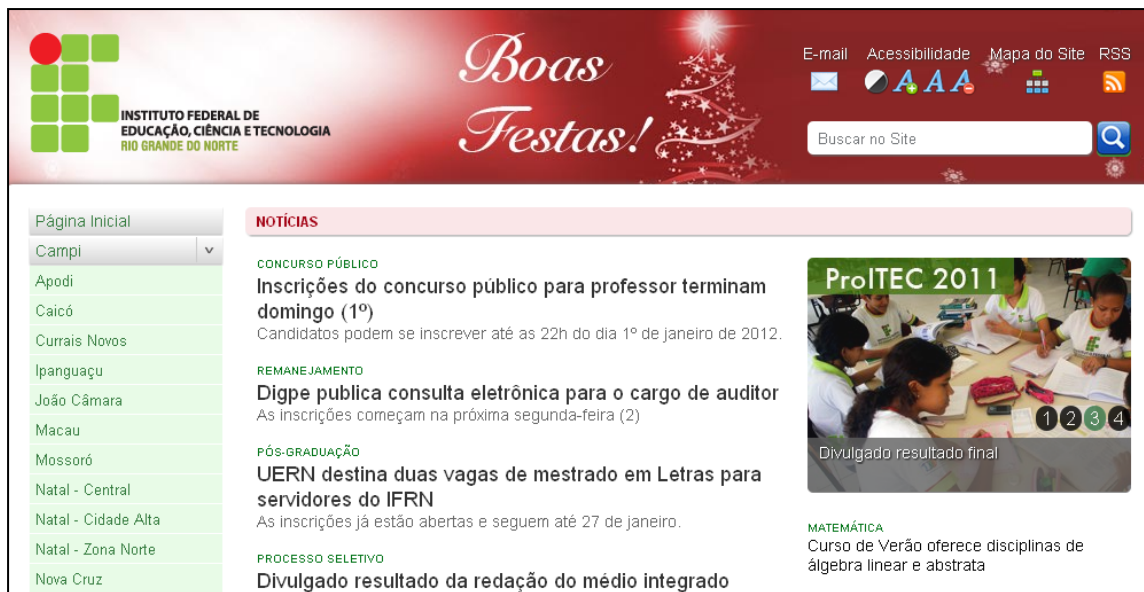 INSTITUTO FEDERAL DE
EDUCAÇÃO, CIÊNCIA E TECNOLOGIA
RIO GRANDE DO NORTE
Boas
Festas!
E-mail Acessibilidade Mapa do Site RSS
A A A
Buscar no Site
Página Inicial
Campi
Apodi
Caicó
Currais Novos
Ipanguaçu
João Câmara
Macau
Mossoró
Natal - Central
Natal - Cidade Alta
Natal - Zona Norte
Nova Cruz
NOTÍCIAS
CONCURSO PÚBLICO
Inscrições do concurso público para professor terminam
domingo (1º)
Candidatos podem se inscrever até as 22h do dia 1º de janeiro de 2012.
REMANEJAMENTO
Digpe publica consulta eletrônica para o cargo de auditor
As inscrições começam na próxima segunda-feira (2)
PÓS-GRADUAÇÃO
UERN destina duas vagas de mestrado em Letras para
servidores do IFRN
As inscrições já estão abertas e seguem até 27 de janeiro.
PROCESSO SELETIVO
Divulgado resultado da redação do médio integrado
ProITEC 2011
1 2 3 4
Divulgado resultado final
MATEMÁTICA
Curso de Verão oferece disciplinas de
álgebra linear e abstrata